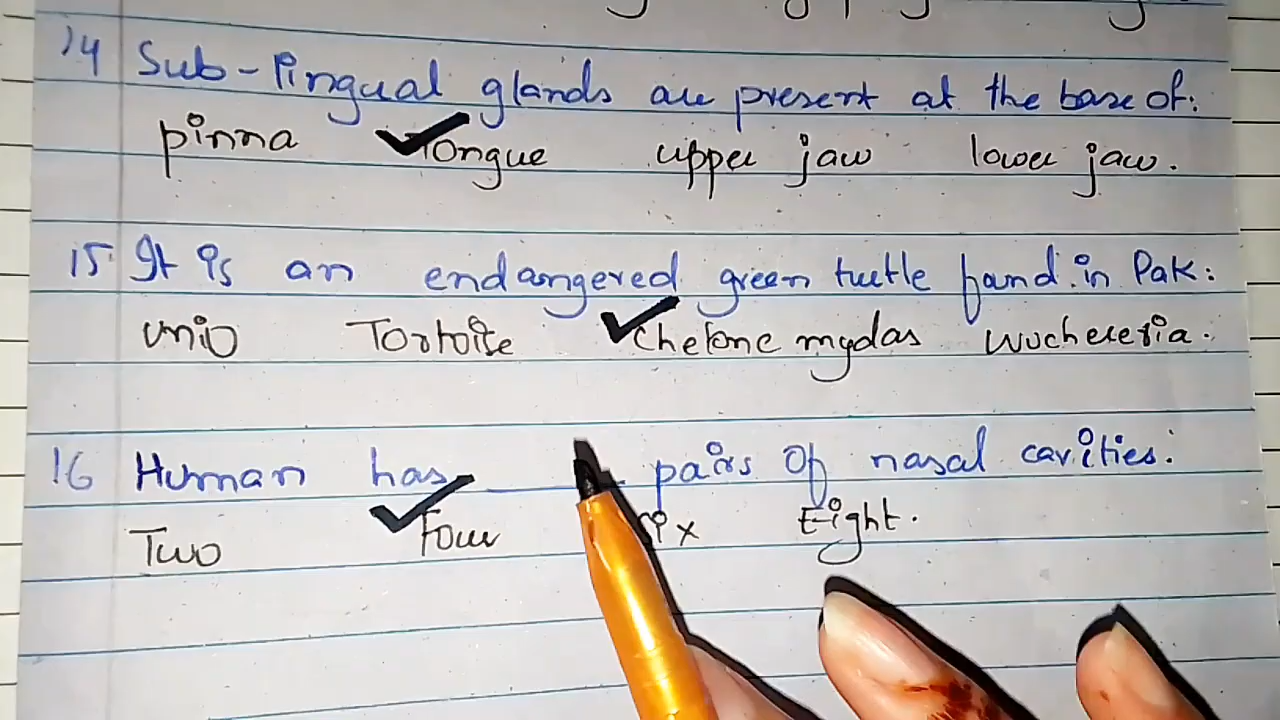 14 Sub-lingual glands are present at the base of:
pinna Tongue upper jaw lower jaw.
15 It is an endangered green turtle found in Pak:
unio Tortoise Chelone mydas Wuchereria.
16 Human has pairs of nasal cavities:
Two Four Six Eight.